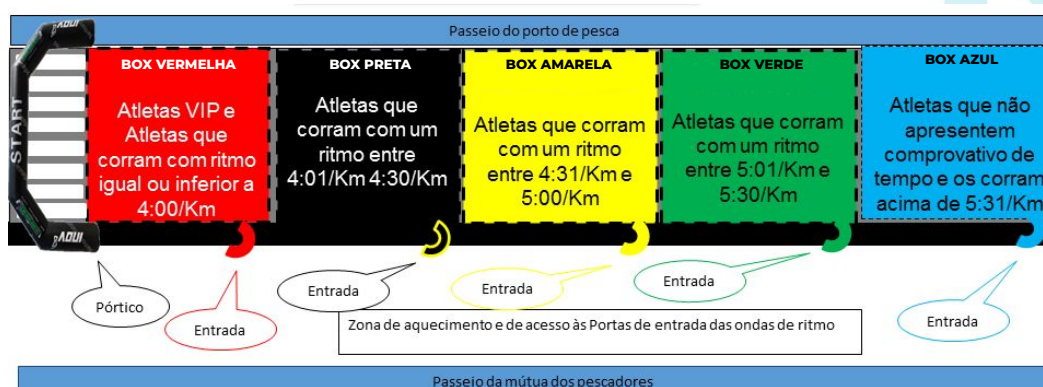 Passeio do porto de pesca
START
BOX VERMELHA
Atletas VIP e
Atletas que
corram com ritmo
igual ou inferior a
4:00/Km
BOX PRETA
Atletas que
corram com um
ritmo entre
4:01/Km 4:30/Km
BOX AMARELA
Atletas que corram
com um ritmo
entre 4:31/Km e
5:00/Km
BOX VERDE
Atletas que corram
com um ritmo
entre 5:01/Km e
5:30/Km
BOX AZUL
Atletas que não
apresentem
comprovativo de
tempo e os corram
acima de 5:31/Km
Pórtico
Entrada
Entrada
Entrada
Entrada
Entrada
Zona de aquecimento e de acesso às Portas de entrada das ondas de ritmo
Passeio da mútua dos pescadores